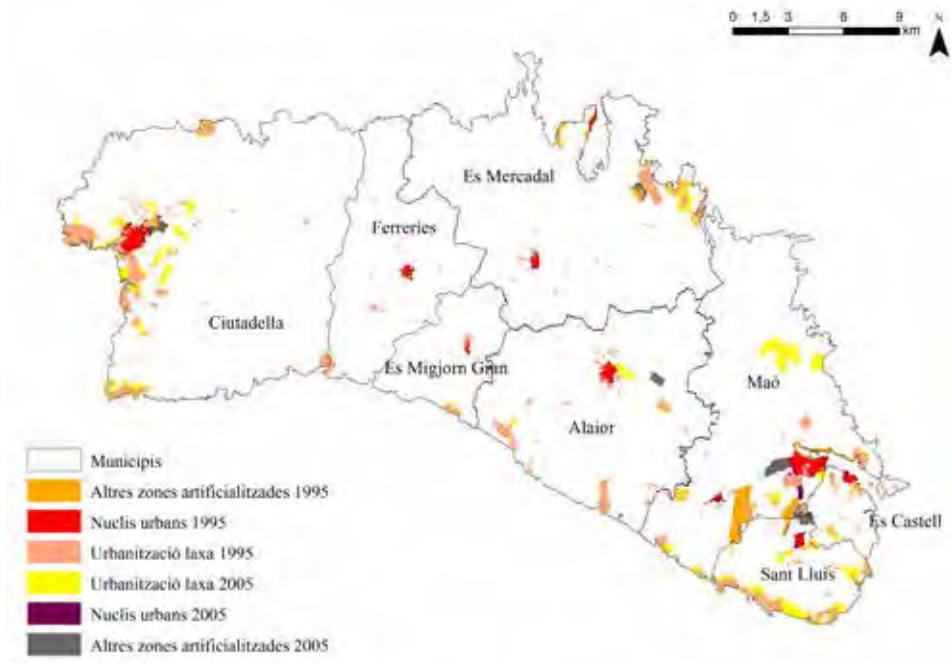 0 1,5 3 6 9
km
N
Es Mercadal
Ferreries
Ciutadella
Es Migjorn Gran
Maó
Alaior
Es Castell
Sant Lluís
Municipis
Altres zones artificialitzades 1995
Nuclis urbans 1995
Urbanització laxa 1995
Urbanització laxa 2005
Nuclis urbans 2005
Altres zones artificialitzades 2005